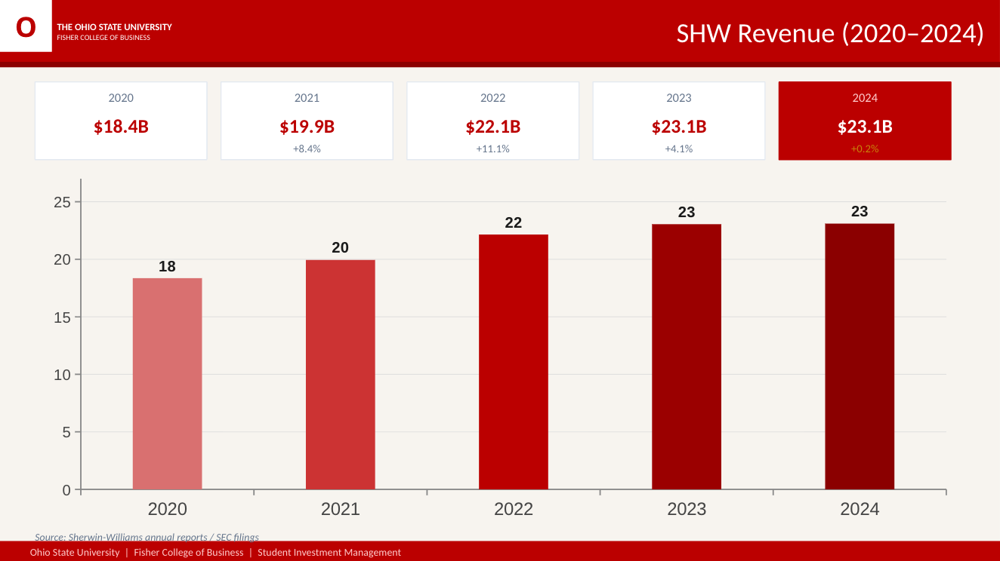 O
THE OHIO STATE UNIVERSITY
FISHER COLLEGE OF BUSINESS
SHW Revenue (2020–2024)
2020
$18.4B
2021
$19.9B
+8.4%
2022
$22.1B
+11.1%
2023
$23.1B
+4.1%
2024
$23.1B
+0.2%
25
20
15
10
5
0
18
20
22
23
23
2020
2021
2022
2023
2024
Source: Sherwin-Williams annual reports / SEC filings
Ohio State University | Fisher College of Business | Student Investment Management